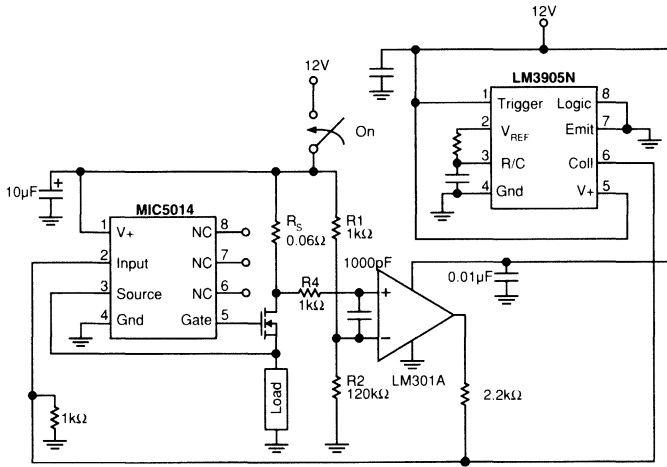 12V
LM3905N
1 Trigger Logic 8
2 VREF Emit 7
3 R/C Coll 6
4 Gnd V+ 5
12V
On
10µF +
MIC5014
1 V+ NC 8
2 Input NC 7
3 Source NC 6
4 Gnd Gate 5
RS
0.06Ω
R1
1kΩ
1000pF
R4
1kΩ
+
−
0.01µF
LM301A
R2
120kΩ
Load
2.2kΩ
1kΩ